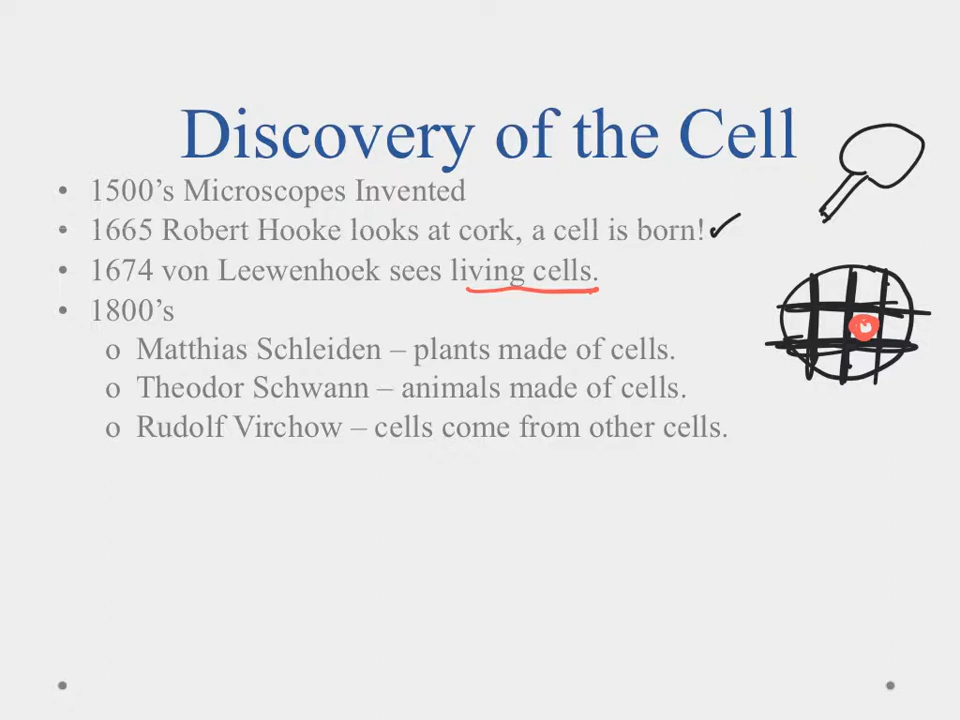 Discovery of the Cell
• 1500’s Microscopes Invented
• 1665 Robert Hooke looks at cork, a cell is born!
• 1674 von Leewenhoek sees living cells.
• 1800’s
o Matthias Schleiden – plants made of cells.
o Theodor Schwann – animals made of cells.
o Rudolf Virchow – cells come from other cells.